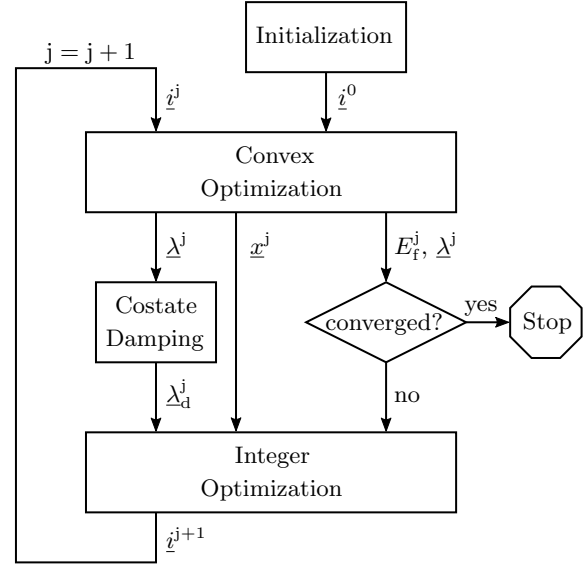 Initialization
j = j + 1
i^j
i^0
Convex
Optimization
λ^j
x^j
E_f^j, λ^j
Costate
Damping
converged?
yes
Stop
λ_d^j
no
Integer
Optimization
i^{j+1}